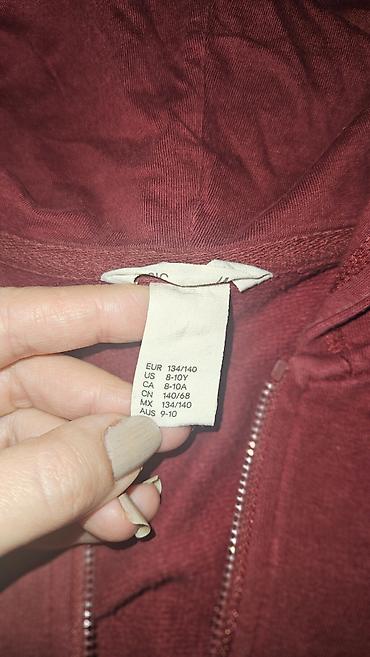 EUR 134/140
US 8-10Y
CA 8-10A
CN 140/68
MX 134/140
AUS 9-10